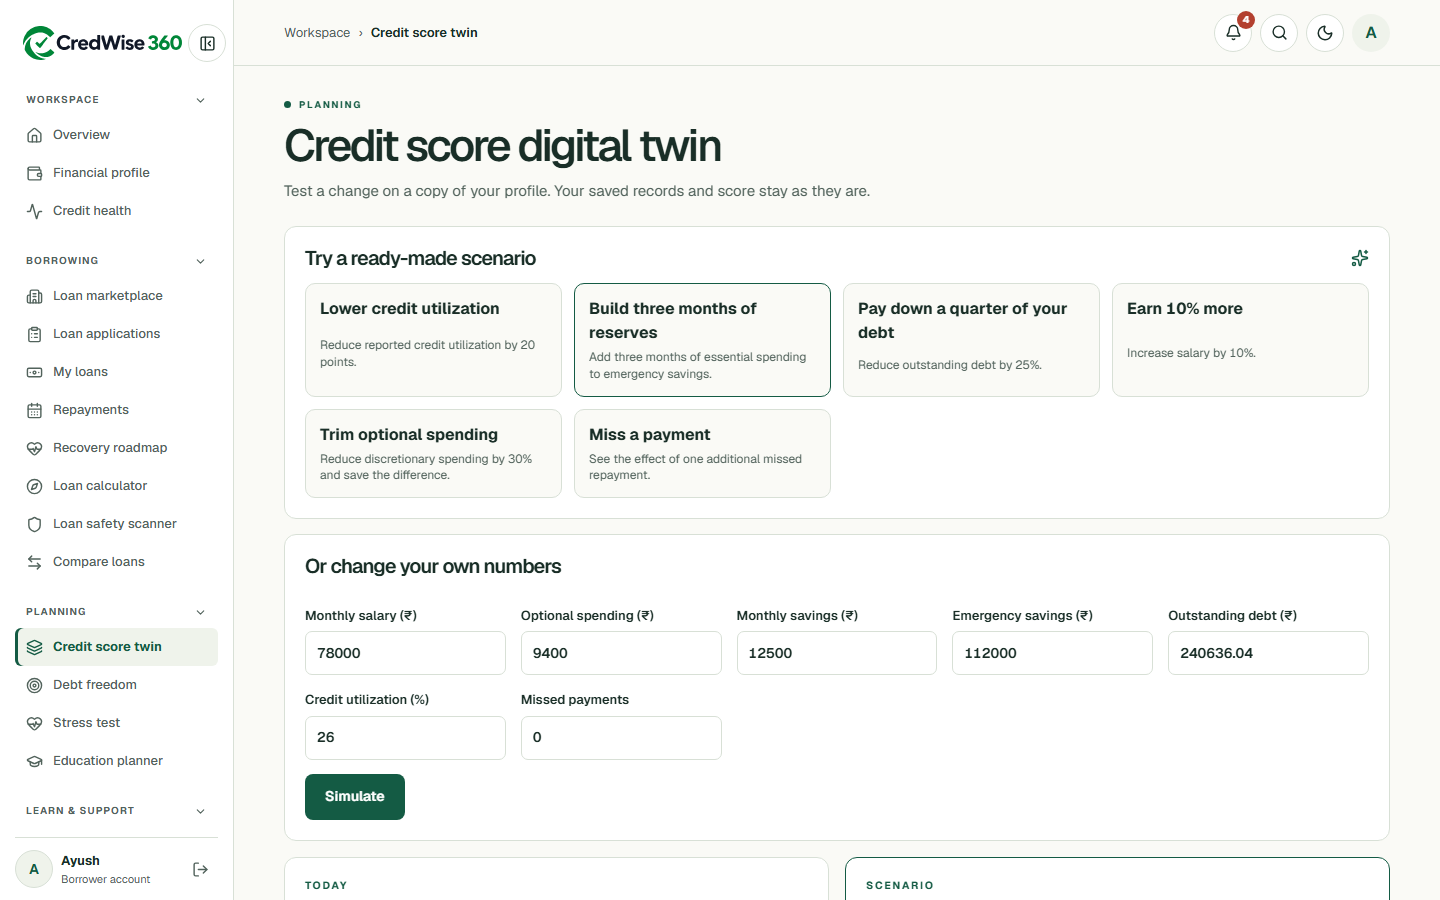 CredWise 360
Workspace › Credit score twin
4
A
WORKSPACE
Overview
Financial profile
Credit health
BORROWING
Loan marketplace
Loan applications
My loans
Repayments
Recovery roadmap
Loan calculator
Loan safety scanner
Compare loans
PLANNING
Credit score twin
Debt freedom
Stress test
Education planner
LEARN & SUPPORT
A
Ayush
Borrower account
PLANNING
Credit score digital twin
Test a change on a copy of your profile. Your saved records and score stay as they are.
Try a ready-made scenario
Lower credit utilization
Reduce reported credit utilization by 20
points.
Build three months of
reserves
Add three months of essential spending
to emergency savings.
Pay down a quarter of your
debt
Reduce outstanding debt by 25%.
Earn 10% more
Increase salary by 10%.
Trim optional spending
Reduce discretionary spending by 30%
and save the difference.
Miss a payment
See the effect of one additional missed
repayment.
Or change your own numbers
Monthly salary (₹)
78000
Optional spending (₹)
9400
Monthly savings (₹)
12500
Emergency savings (₹)
112000
Outstanding debt (₹)
240636.04
Credit utilization (%)
26
Missed payments
0
Simulate
TODAY
SCENARIO